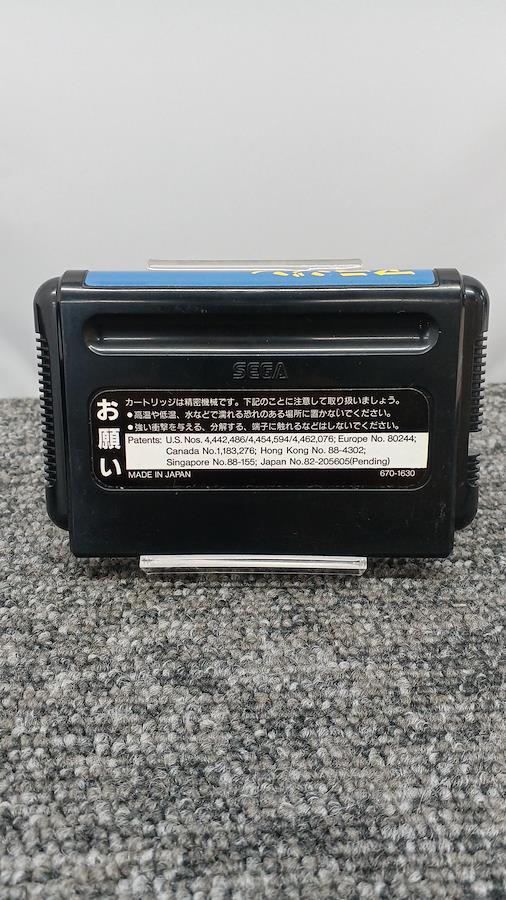 SEGA
お願い
カートリッジは精密機械です。下記のことに注意して取り扱いましょう。
●高温や低温、水などで濡れる恐れのある場所に置かないでください。
●強い衝撃を与える、分解する、端子に触れるなどはしないでください。
Patents: U.S. Nos. 4,442,486/4,454,594/4,462,076; Europe No. 80244;
Canada No.1,183,276; Hong Kong No. 88-4302;
Singapore No.88-155; Japan No.82-205605(Pending)
MADE IN JAPAN 670-1630